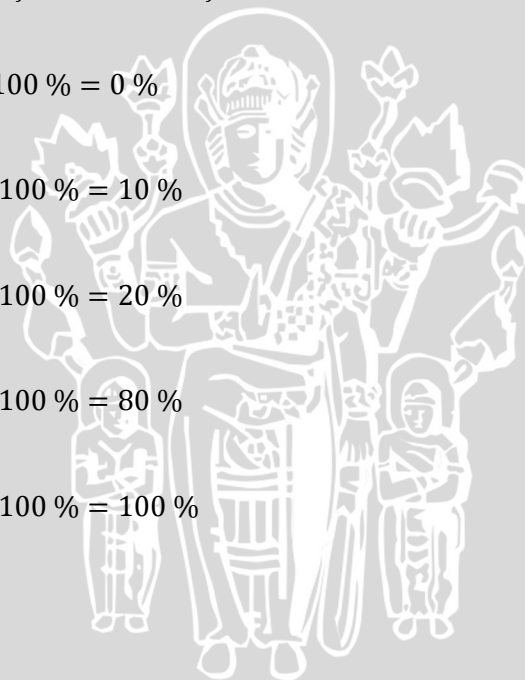 100 % = 0 %
100 % = 10 %
100 % = 20 %
100 % = 80 %
100 % = 100 %